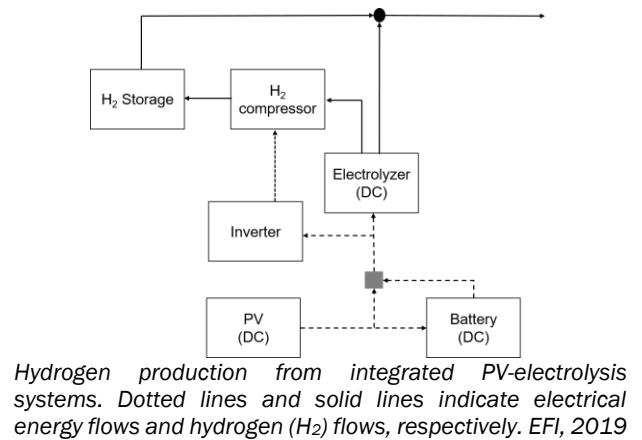 H2 Storage
H2
compressor
Electrolyzer
(DC)
Inverter
PV
(DC)
Battery
(DC)
Hydrogen production from integrated PV-electrolysis
systems. Dotted lines and solid lines indicate electrical
energy flows and hydrogen (H2) flows, respectively. EFI, 2019